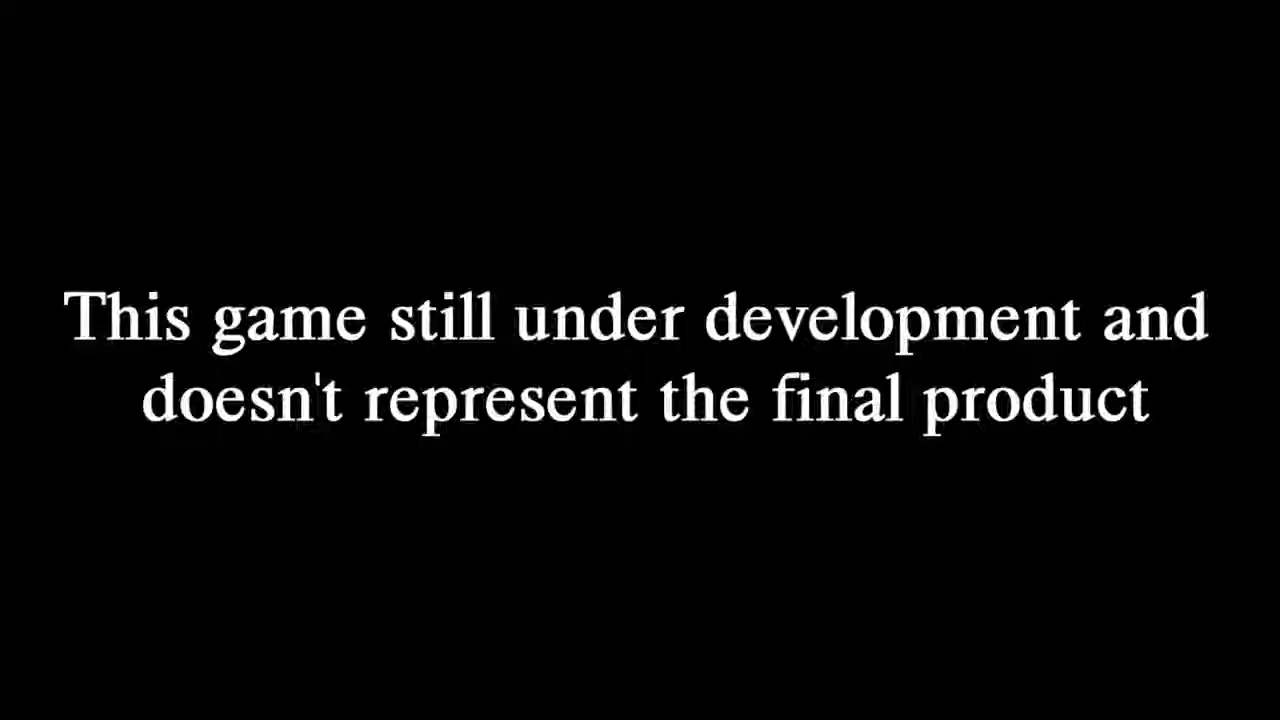 This game still under development and
doesn't represent the final product